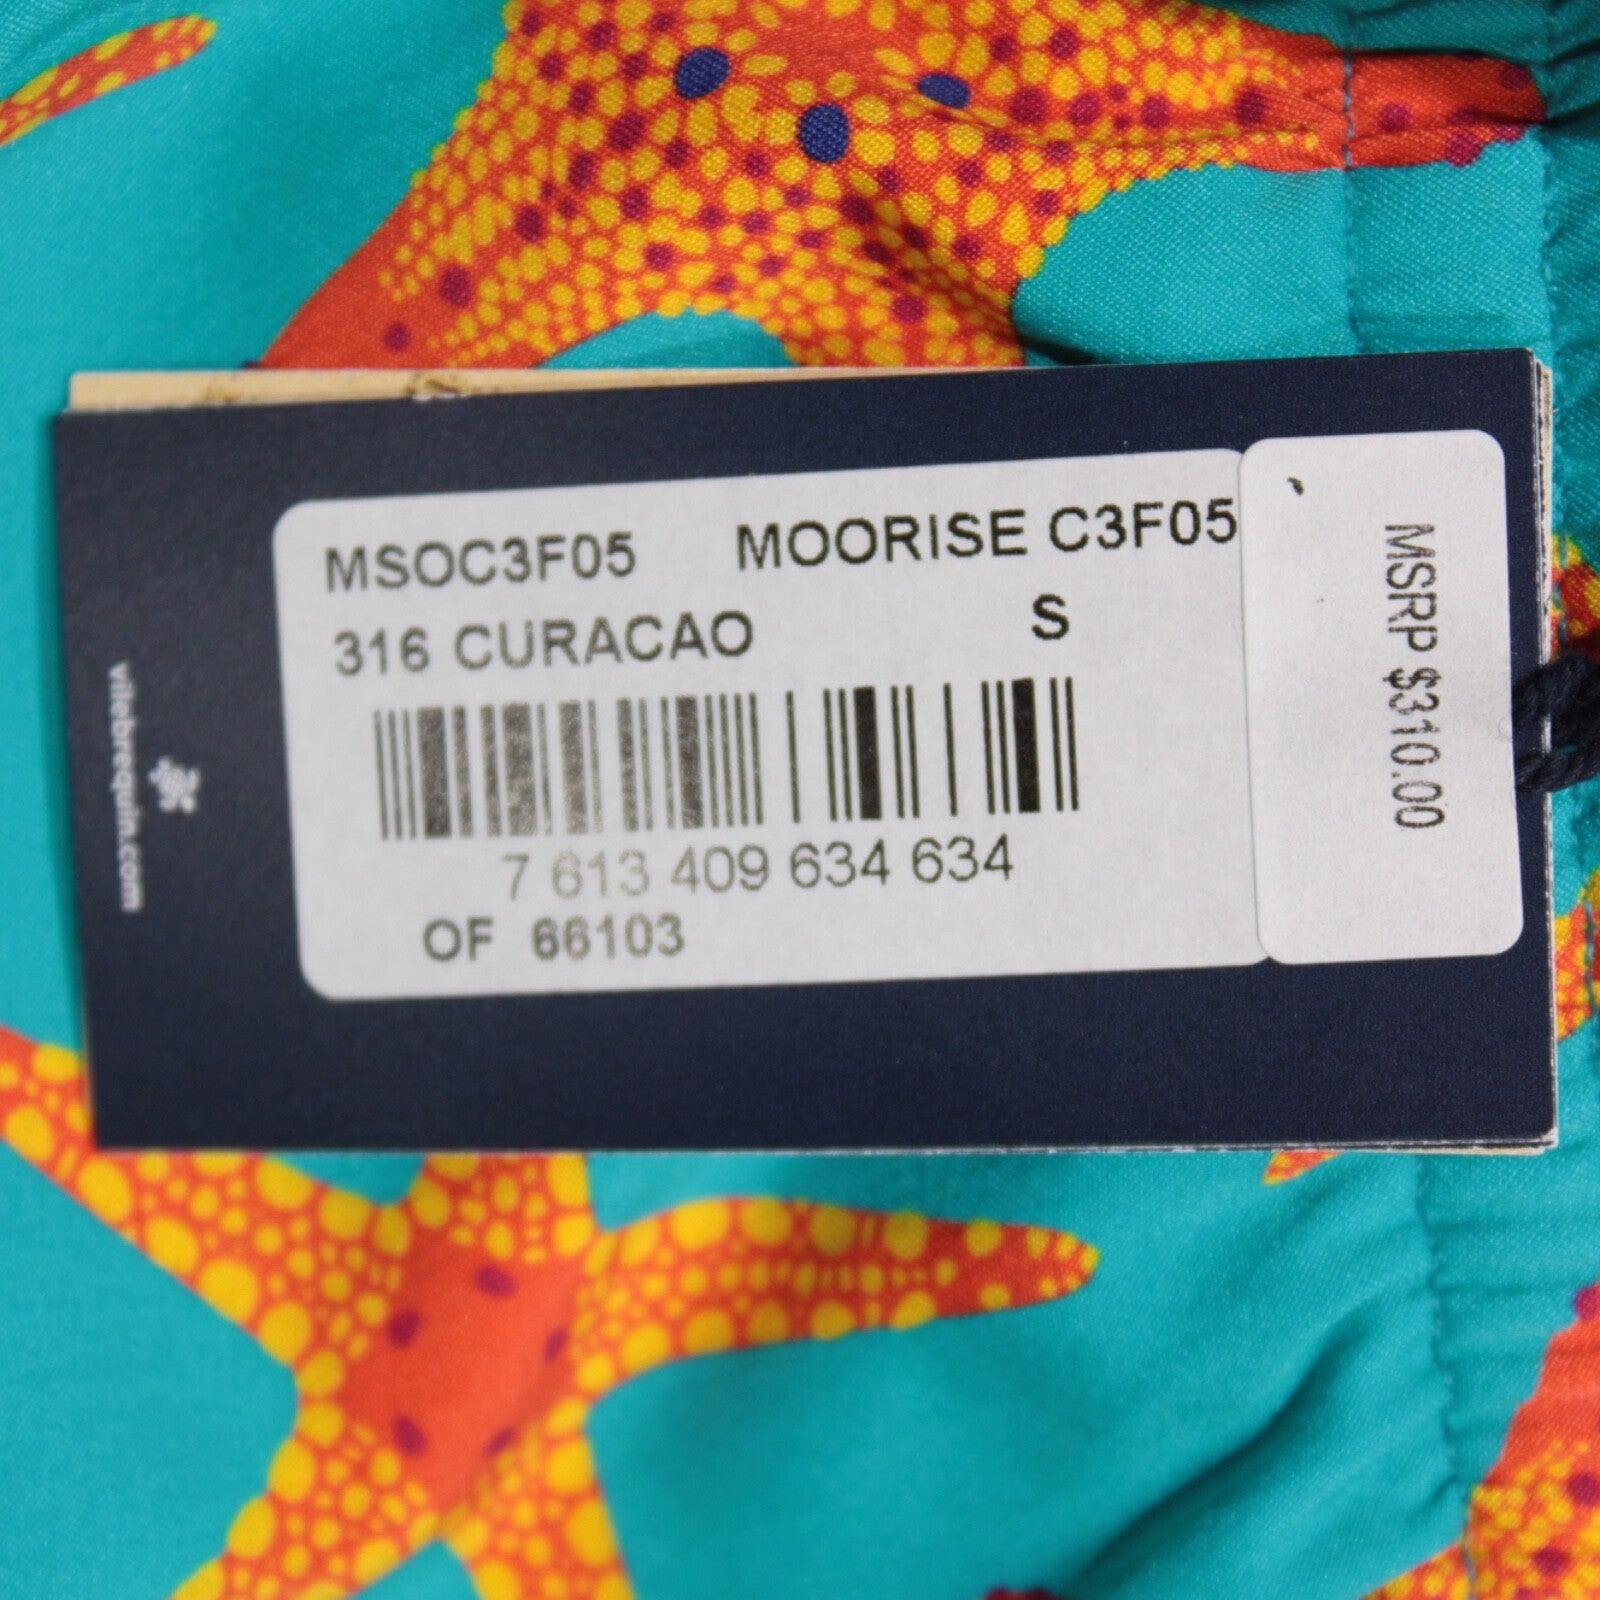 MSOC3F05 MOORISE C3F05
316 CURACAO S
7 613 409 634 634
OF 66103
MSRP $310.00
vilebrequin.com